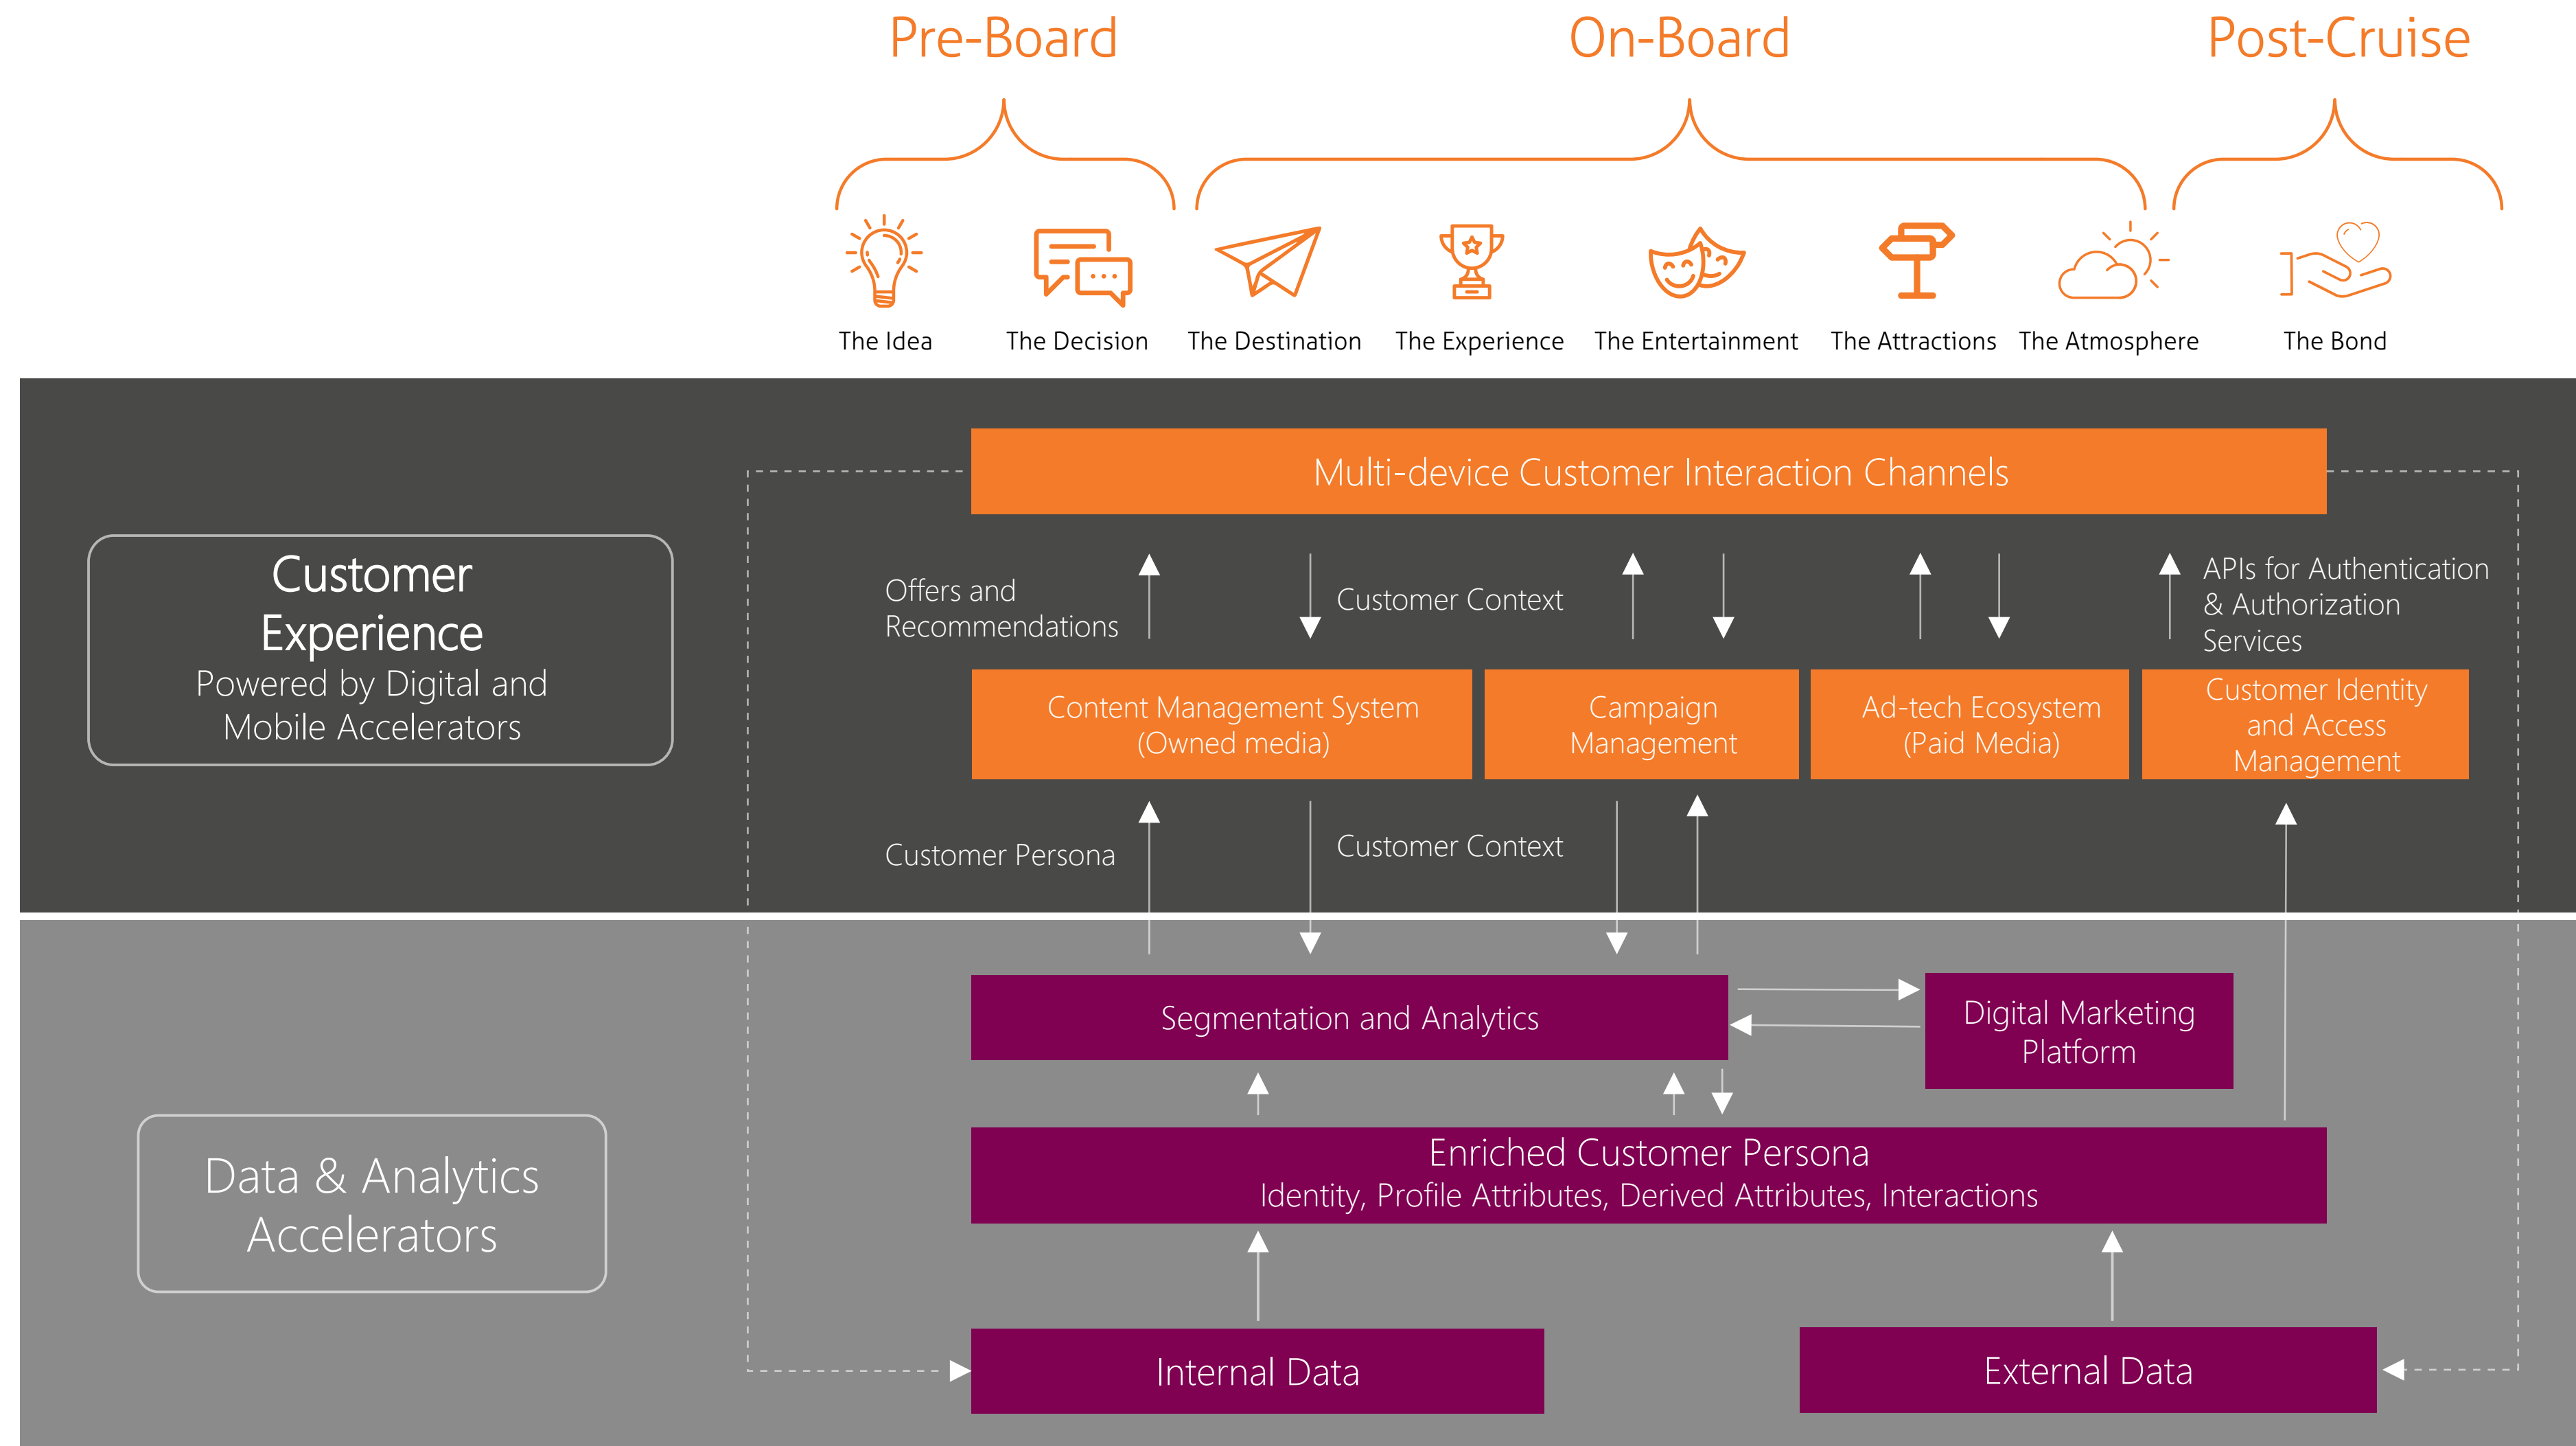 Pre-Board
On-Board
Post-Cruise
The Idea
The Decision
The Destination
The Experience
The Entertainment
The Attractions
The Atmosphere
The Bond
Multi-device Customer Interaction Channels
Customer
Experience
Powered by Digital and
Mobile Accelerators
Offers and
Recommendations
Customer Context
APIs for Authentication
& Authorization
Services
Content Management System
(Owned media)
Campaign
Management
Ad-tech Ecosystem
(Paid Media)
Customer Identity
and Access
Management
Customer Persona
Customer Context
Segmentation and Analytics
Digital Marketing
Platform
Data & Analytics
Accelerators
Enriched Customer Persona
Identity, Profile Attributes, Derived Attributes, Interactions
Internal Data
External Data